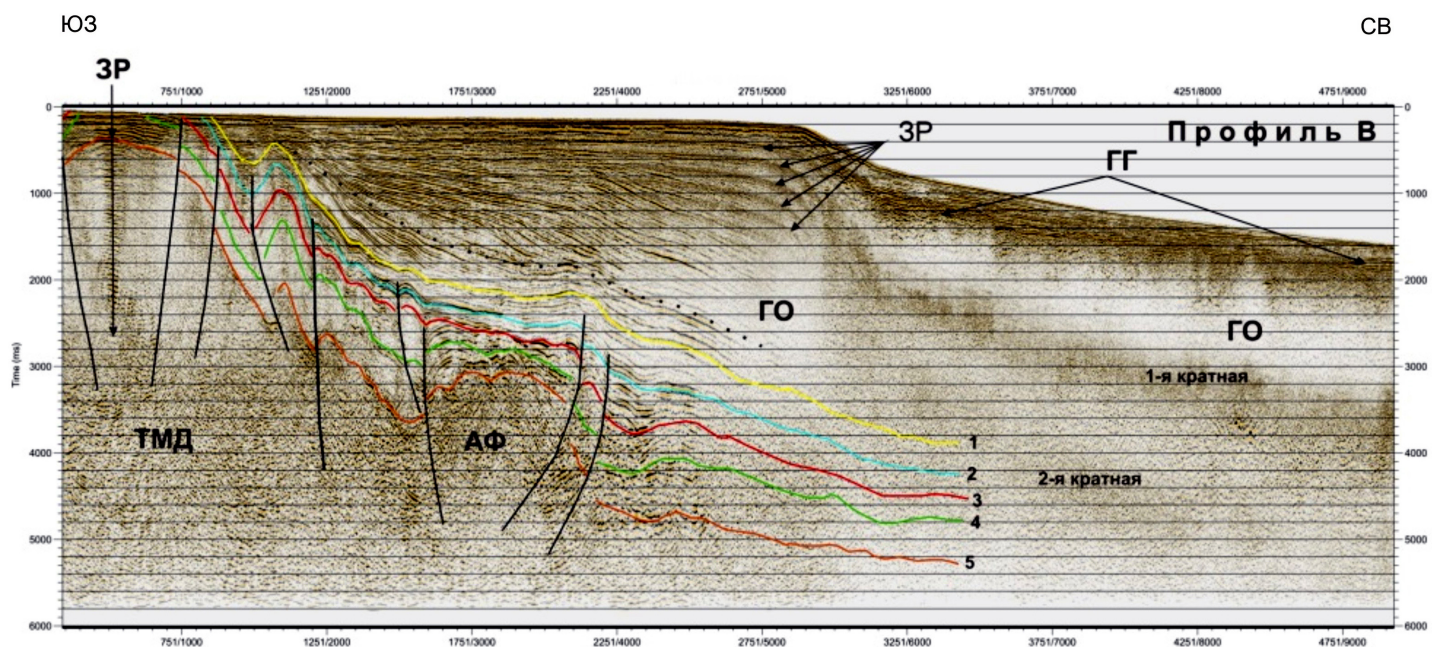 ЮЗ СВ
ЗР
751/1000 1251/2000 1751/3000 2251/4000 2751/5000 3251/6000 3751/7000 4251/8000 4751/9000
0 0
Профиль В
ЗР
ГГ
1000 1000
2000 2000
ГО
ГО
Time (ms)
3000 3000
1-я кратная
ТМД АФ
1
4000 4000
2
2-я кратная
3
4
5000 5000
5
6000 6000
751/1000 1251/2000 1751/3000 2251/4000 2751/5000 3251/6000 3751/7000 4251/8000 4751/9000